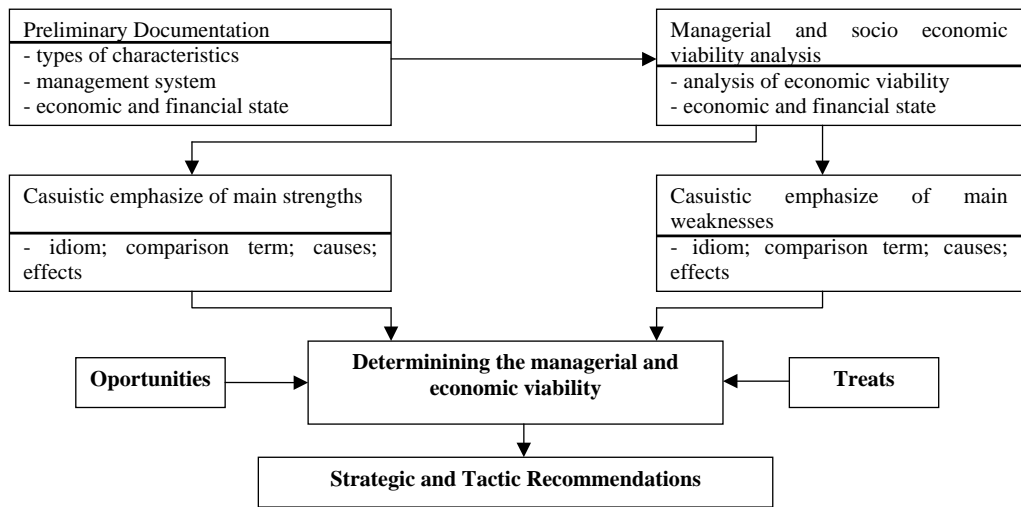 Preliminary Documentation
- types of characteristics
- management system
- economic and financial state
Managerial and socio economic
viability analysis
- analysis of economic viability
- economic and financial state
Casuistic emphasize of main strengths
- idiom; comparison term; causes;
effects
Casuistic emphasize of main
weaknesses
- idiom; comparison term; causes;
effects
Oportunities
Determinining the managerial and
economic viability
Treats
Strategic and Tactic Recommendations